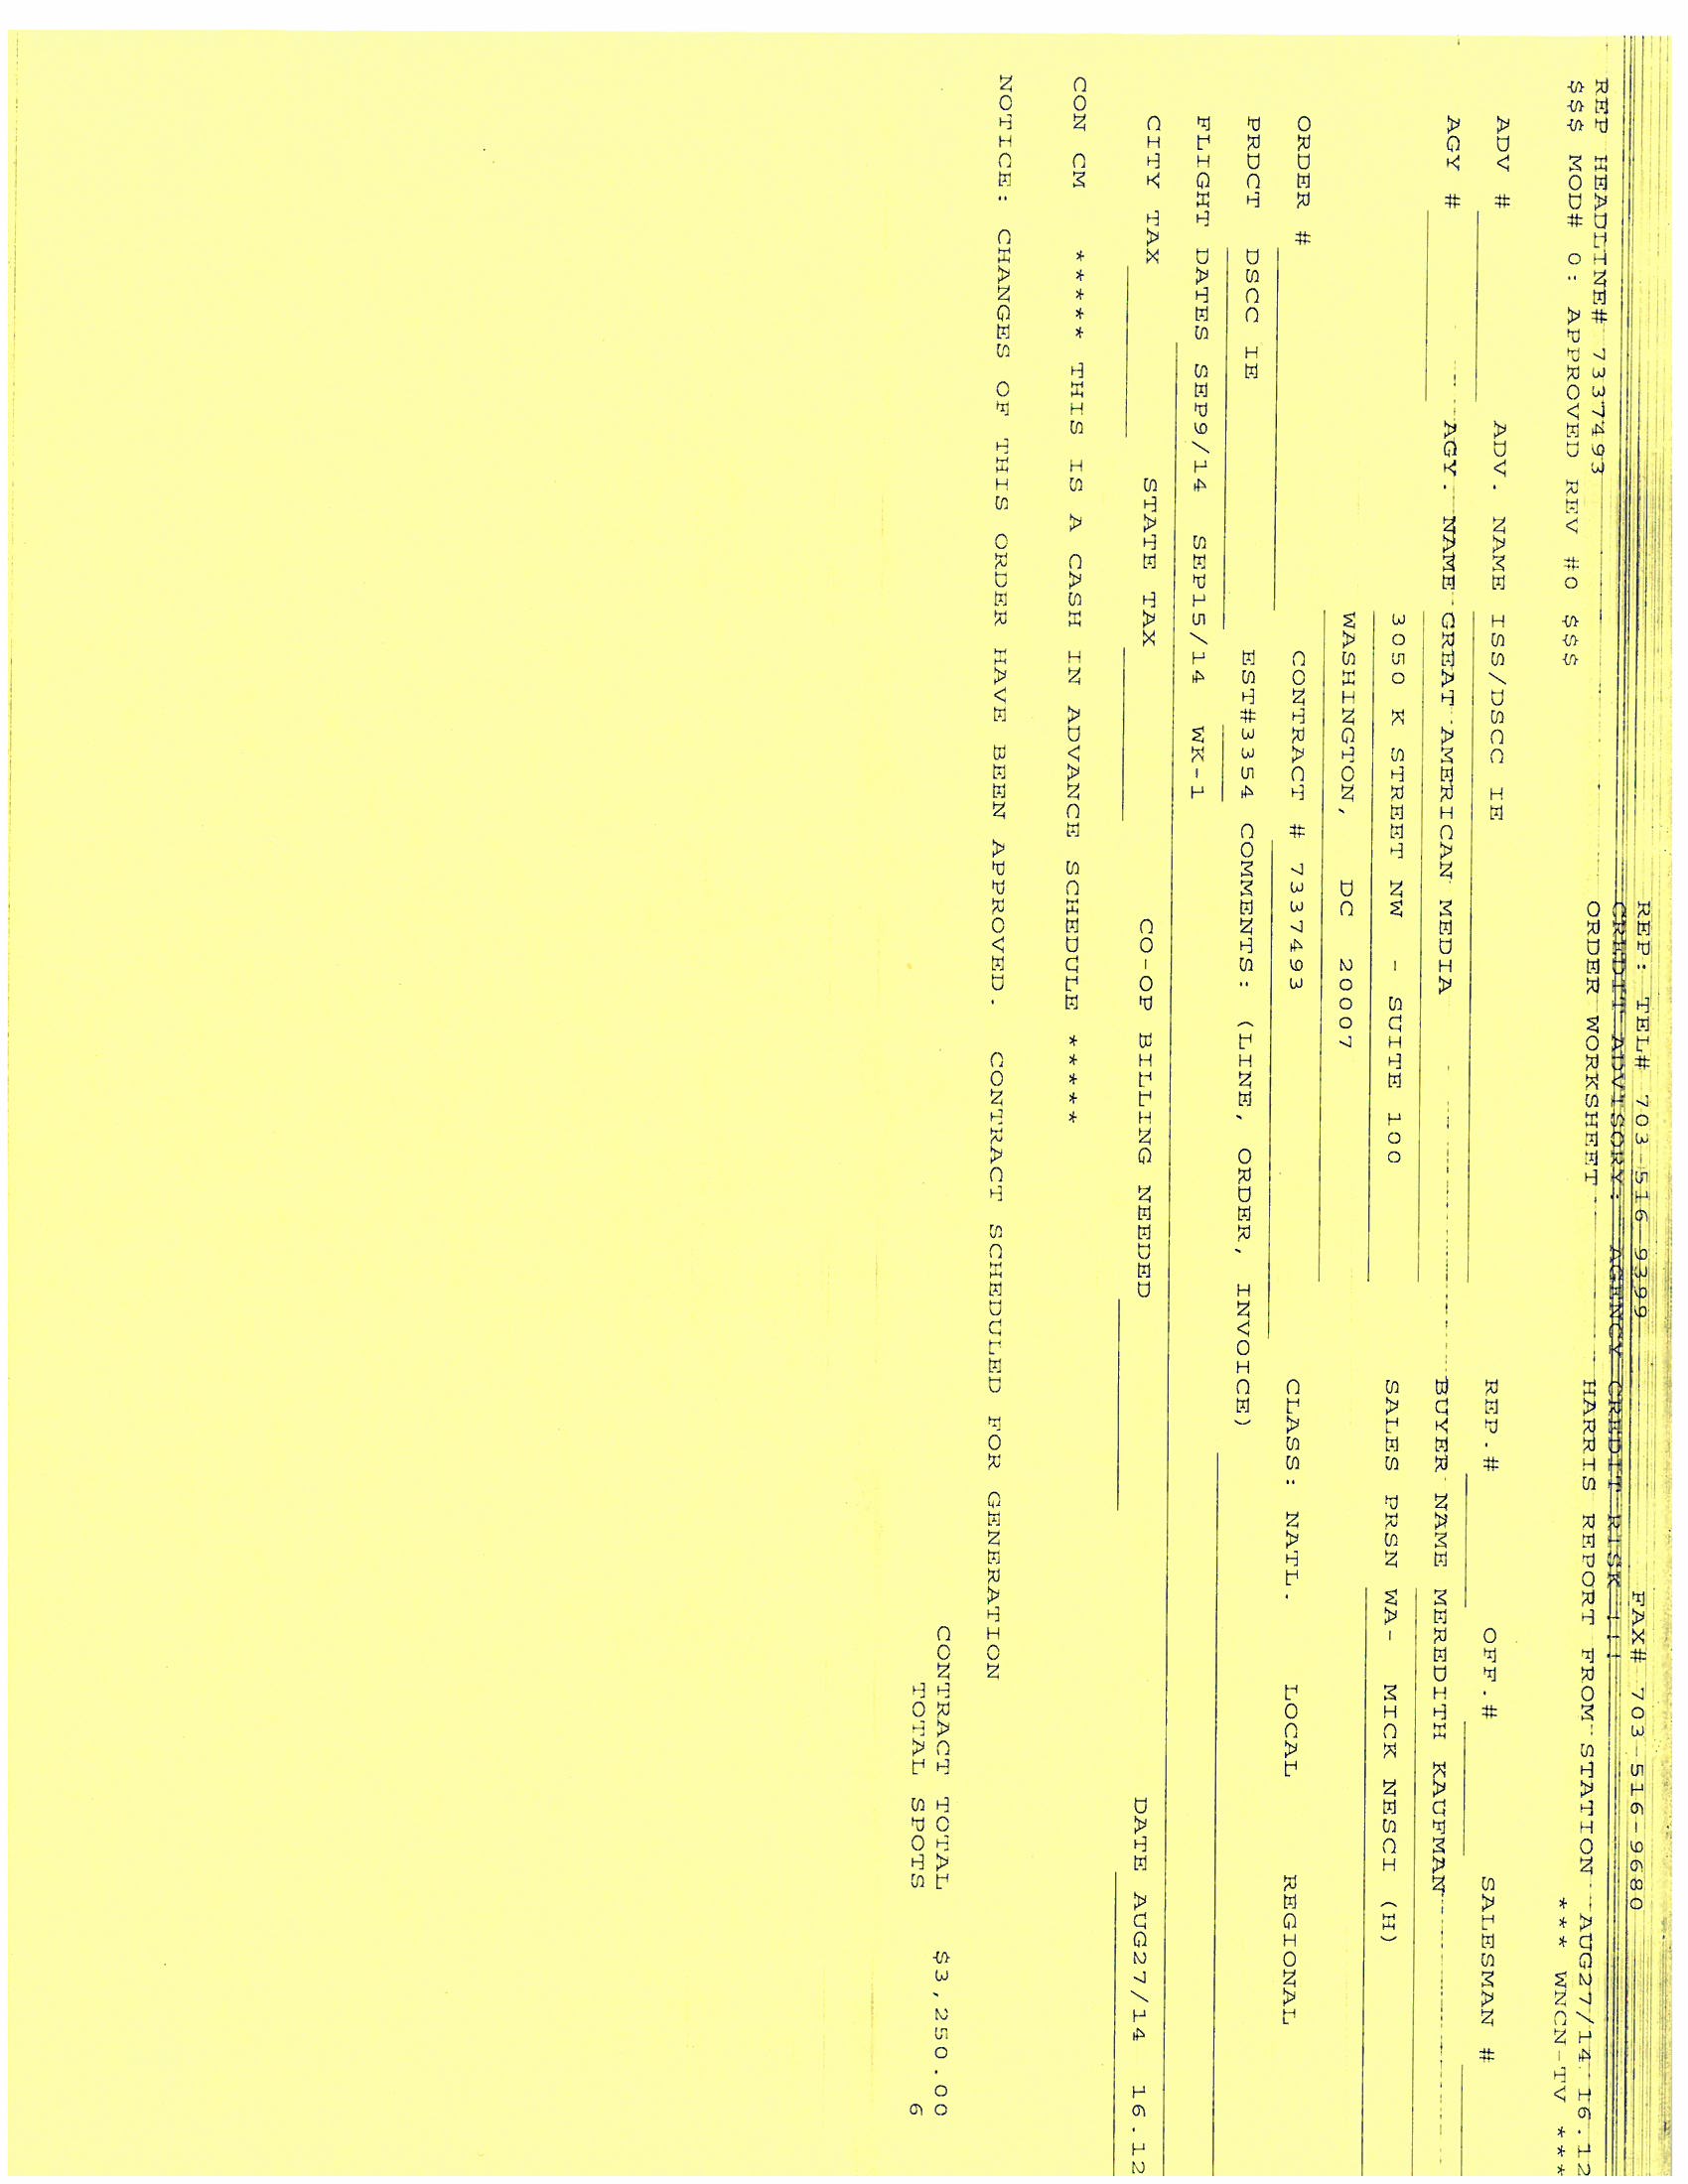 REP: TEL# 703-516-9399 FAX# 703-516-9680
CREDIT ADVISORY: AGENCY CREDIT RISK !!!
REP HEADLINE# 7337493 ORDER WORKSHEET HARRIS REPORT FROM STATION AUG27/14 16.12
$$$ MOD# 0: APPROVED REV #0 $$$ *** WNCN-TV ***
ADV # ADV. NAME ISS/DSCC IE REP.# OFF.# SALESMAN #
AGY # AGY. NAME GREAT AMERICAN MEDIA BUYER NAME MEREDITH KAUFMAN
3050 K STREET NW - SUITE 100 SALES PRSN WA- MICK NESCI (H)
WASHINGTON, DC 20007
ORDER # CONTRACT # 7337493 CLASS: NATL. LOCAL REGIONAL
PRDCT DSCC IE EST#3354 COMMENTS: (LINE, ORDER, INVOICE)
FLIGHT DATES SEP9/14 SEP15/14 WK-1
CITY TAX STATE TAX CO-OP BILLING NEEDED DATE AUG27/14 16.12
CON CM ***** THIS IS A CASH IN ADVANCE SCHEDULE *****
NOTICE: CHANGES OF THIS ORDER HAVE BEEN APPROVED. CONTRACT SCHEDULED FOR GENERATION
CONTRACT TOTAL $3,250.00
TOTAL SPOTS 6